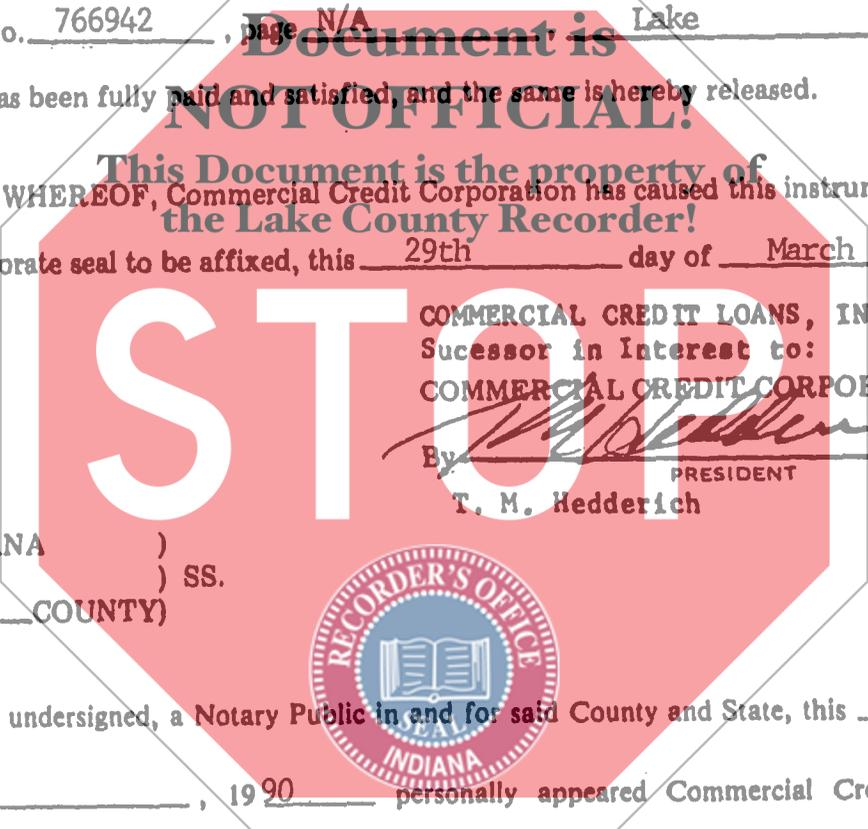 o. 766942 , page N/A . Lake
Document is
as been fully paid and satisfied, and the same is hereby released.
NOT OFFICIAL!
This Document is the property of
WHEREOF, Commercial Credit Corporation has caused this instru
the Lake County Recorder!
orate seal to be affixed, this 29th day of March
STOP
COMMERCIAL CREDIT LOANS, IN
Sucessor in Interest to:
COMMERCIAL CREDIT CORPO
By
PRESIDENT
T. M. Hedderich
NA )
) SS.
COUNTY)
RECORDER'S OFFICE
SEAL
INDIANA
undersigned, a Notary Public in and for said County and State, this
, 1990 personally appeared Commercial Cre